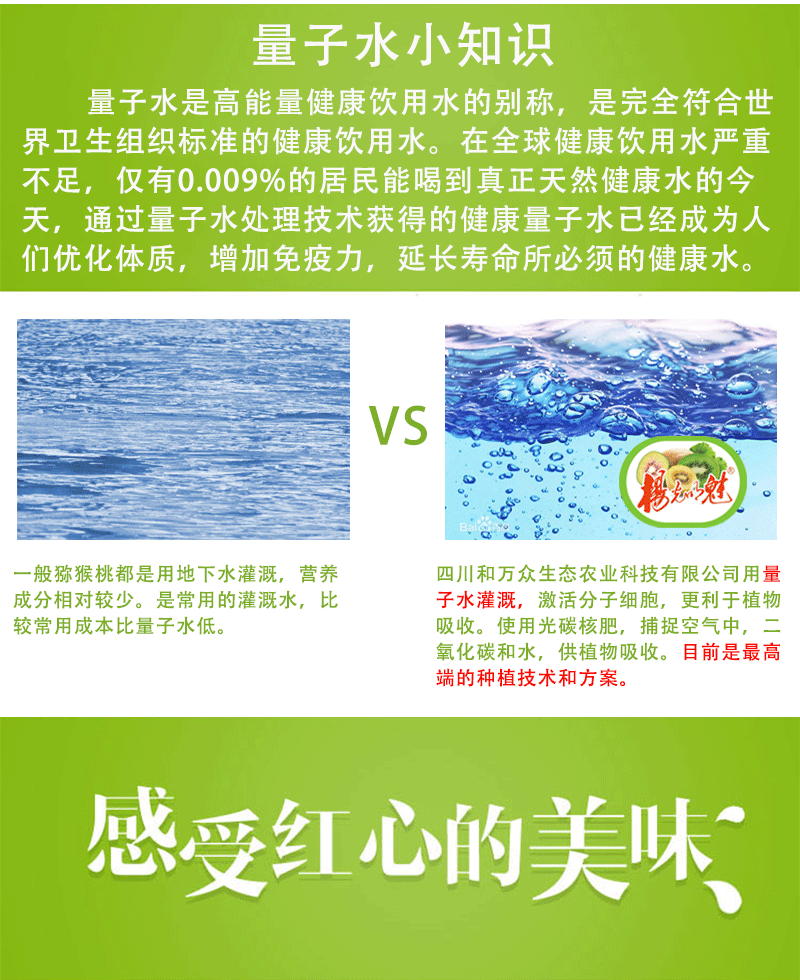 量子水小知识
量子水是高能量健康饮用水的别称，是完全符合世
界卫生组织标准的健康饮用水。在全球健康饮用水严重
不足，仅有0.009%的居民能喝到真正天然健康水的今
天，通过量子水处理技术获得的健康量子水已经成为人
们优化体质，增加免疫力，延长寿命所必须的健康水。
VS
一般猕猴桃都是用地下水灌溉，营养
成分相对较少。是常用的灌溉水，比
较常用成本比量子水低。
四川和万众生态农业科技有限公司用量
子水灌溉，激活分子细胞，更利于植物
吸收。使用光碳核肥，捕捉空气中，二
氧化碳和水，供植物吸收。目前是最高
端的种植技术和方案。
感受红心的美味